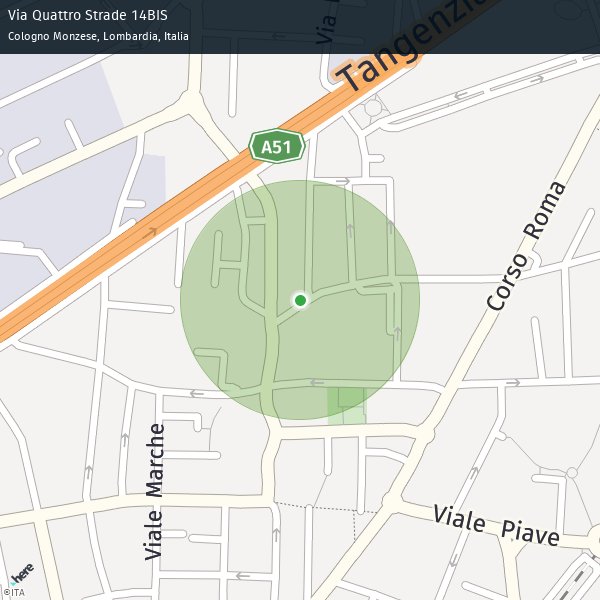 Via Quattro Strade 14BIS
Cologno Monzese, Lombardia, Italia
Via
Tangenzia
A51
Corso Roma
Viale Marche
Viale Piave
here
©ITA